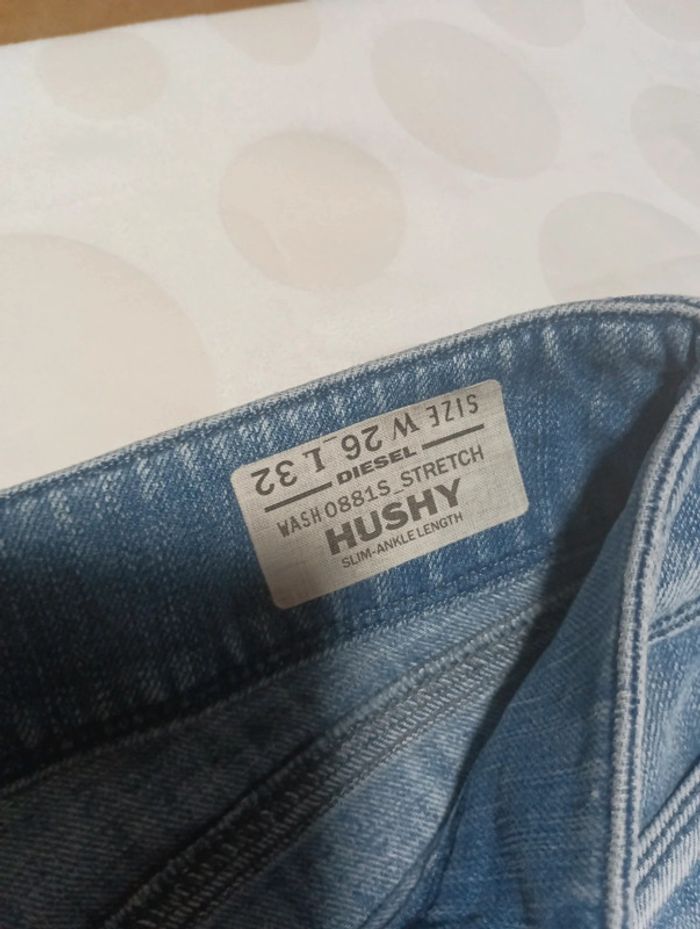 SIZE W 26_L 32
DIESEL
WASH 0881S_STRETCH
HUSHY
SLIM-ANKLE LENGTH